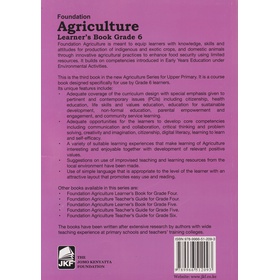 Foundation
Agriculture
Learner's Book Grade 6
Foundation Agriculture is meant to equip learners with knowledge, skills and
attitudes for production of indigenous and exotic crops, and domestic animals
through innovative agricultural practices to enhance food security using limited
resources. It builds on competencies introduced in Early Years Education under
Environmental Activities.
This is the third book in the new Agriculture Series for Upper Primary. It is a course
book designed specifically for use by Grade 6 learners.
Its unique features include:
• Adequate coverage of the curriculum design with special emphasis given to
pertinent and contemporary issues (PCIs) including citizenship, health
education, life skills and values education, education for sustainable
development, non-formal education, parental empowerment and
engagement, and community service learning.
• Adequate opportunities for the learners to develop core competencies
including communication and collaboration, critical thinking and problem
solving, creativity and imagination, citizenship, digital literacy, learning to learn
and self-efficacy.
• A variety of suitable learning experiences that make learning of Agriculture
interesting and enjoyable together with development of relevant positive
values.
• Suggestions on use of improvised teaching and learning resources from the
local environment have been made.
• Use of simple language that is appropriate to the level of the learner with an
attractive layout that promotes easy use and reading.
Other books available in the series are:
• Foundation Agriculture Learner's Book for Grade Four
• Foundation Agriculture Teacher's Guide for Grade Four
• Foundation Agriculture Learner's Book for Grade Five
• Foundation Agriculture Teacher's Guide for Grade Five
• Foundation Agriculture Teacher's Guide for Grade Six.
The books have been written after extensive research by authors with wide
teaching experience at primary schools and teachers' training colleges.
JKF
THE
JOMO KENYATTA
FOUNDATION